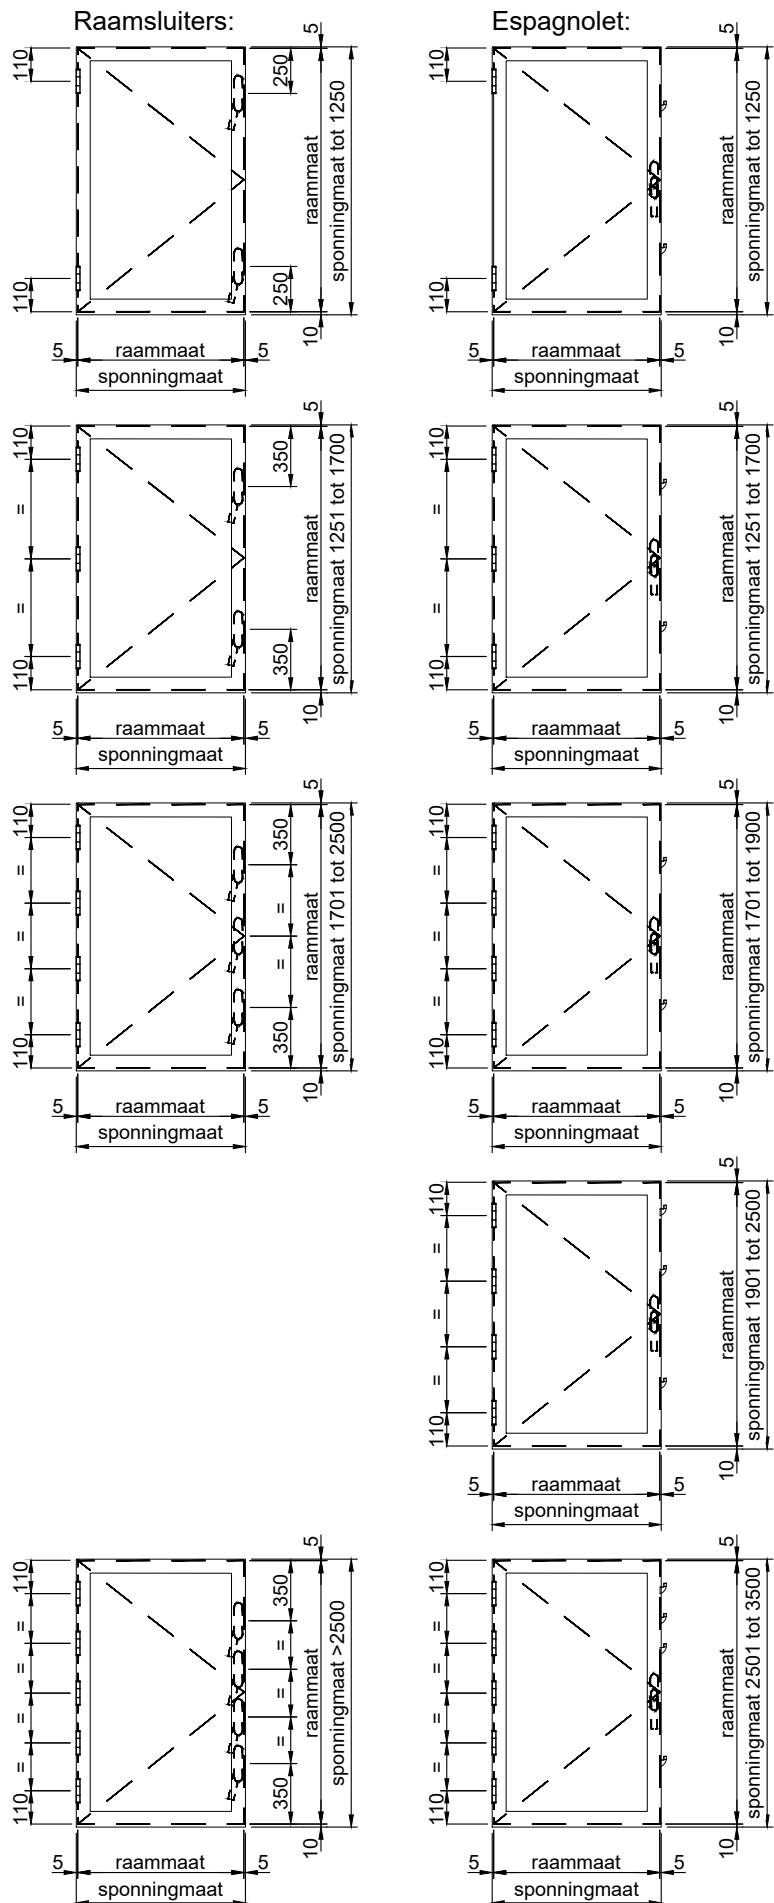 Raamsluiters:
110
110
250
250
5
raammaat
sponningmaat tot 1250
10
5 raammaat 5
sponningmaat
Espagnolet:
110
110
5
raammaat
sponningmaat tot 1250
10
5 raammaat 5
sponningmaat
110
=
=
110
350
350
5
raammaat
sponningmaat 1251 tot 1700
10
5 raammaat 5
sponningmaat
110
=
=
110
5
raammaat
sponningmaat 1251 tot 1700
10
5 raammaat 5
sponningmaat
110
=
=
=
110
350
=
=
350
5
raammaat
sponningmaat 1701 tot 2500
10
5 raammaat 5
sponningmaat
110
=
=
=
110
5
raammaat
sponningmaat 1701 tot 1900
10
5 raammaat 5
sponningmaat
110
=
=
=
110
5
raammaat
sponningmaat 1901 tot 2500
10
5 raammaat 5
sponningmaat
110
=
=
=
=
110
350
=
=
=
350
5
raammaat
sponningmaat >2500
10
5 raammaat 5
sponningmaat
110
=
=
=
=
110
5
raammaat
sponningmaat 2501 tot 3500
10
5 raammaat 5
sponningmaat